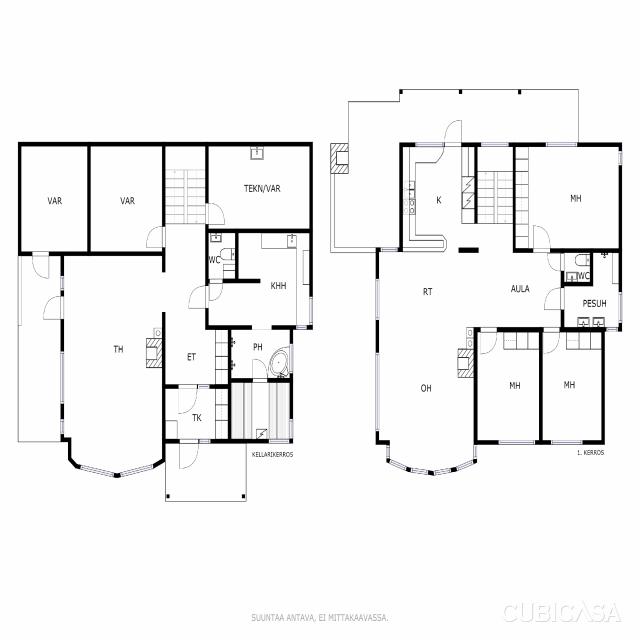 VAR
VAR
TEKN/VAR
WC
KHH
TH
ET
PH
TK
KELLARIKERROS
K
MH
RT
AULA
WC
PESUH
OH
MH
MH
1. KERROS
SUUNTAA ANTAVA, EI MITTAKAAVASSA.
CUBICASA